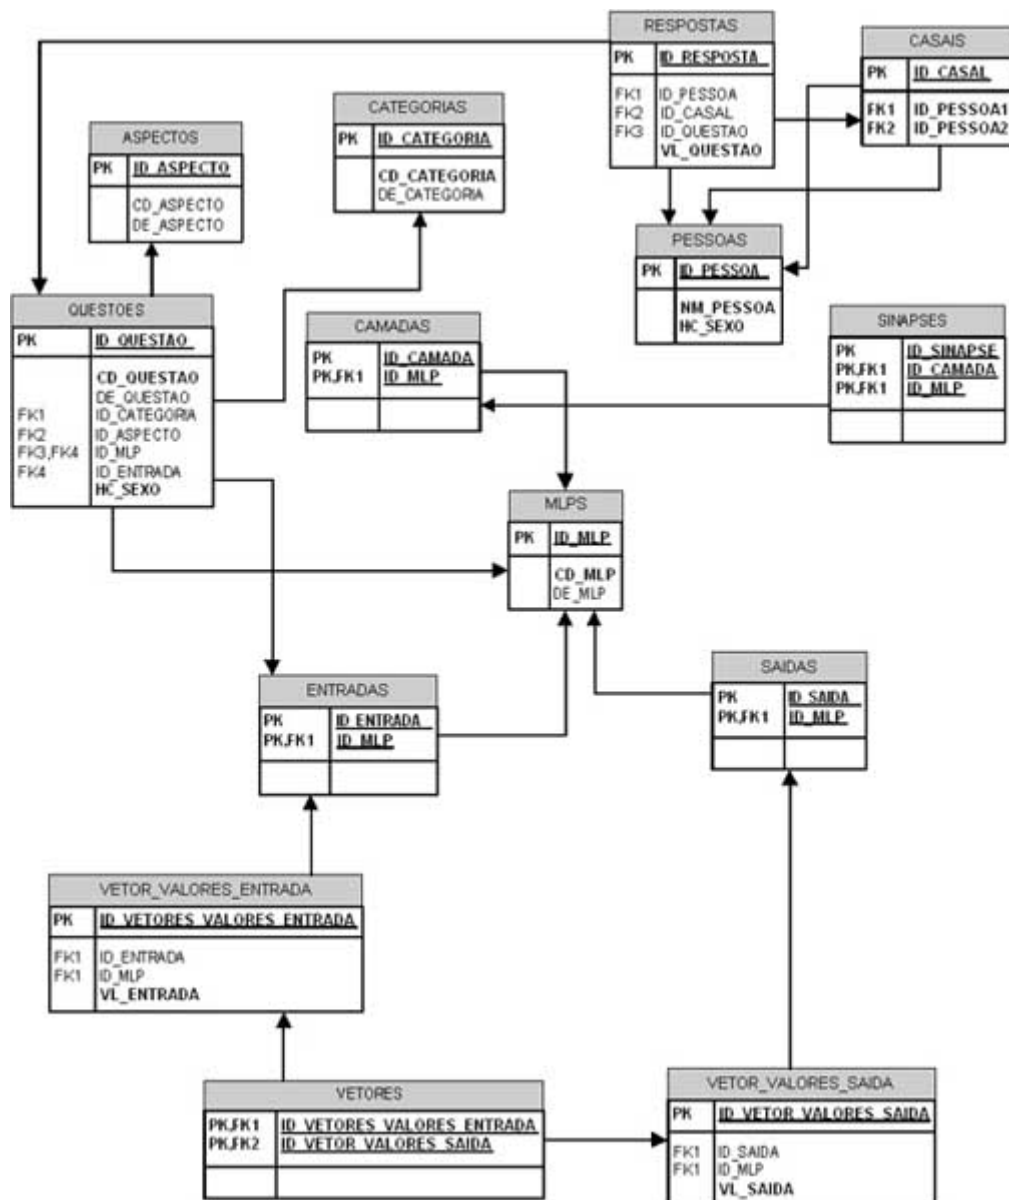 RESPOSTAS
PK ID_RESPOSTA
FK1 ID_PESSOA
FK2 ID_CASAL
FK3 ID_QUESTAO
VL_QUESTAO
CASAIS
PK ID_CASAL
FK1 ID_PESSOA1
FK2 ID_PESSOA2
CATEGORIAS
PK ID_CATEGORIA
CD_CATEGORIA
DE_CATEGORIA
ASPECTOS
PK ID_ASPECTO
CD_ASPECTO
DE_ASPECTO
PESSOAS
PK ID_PESSOA
NM_PESSOA
HC_SEXO
QUESTOES
PK ID_QUESTAO
CD_QUESTAO
DE_QUESTAO
FK1 ID_CATEGORIA
FK2 ID_ASPECTO
FK3,FK4 ID_MLP
FK4 ID_ENTRADA
HC_SEXO
CAMADAS
PK ID_CAMADA
PK,FK1 ID_MLP
SINAPSES
PK ID_SINAPSE
PK,FK1 ID_CAMADA
PK,FK1 ID_MLP
MLPS
PK ID_MLP
CD_MLP
DE_MLP
ENTRADAS
PK ID_ENTRADA
PK,FK1 ID_MLP
SAIDAS
PK ID_SAIDA
PK,FK1 ID_MLP
VETOR_VALORES_ENTRADA
PK ID_VETORES_VALORES_ENTRADA
FK1 ID_ENTRADA
FK1 ID_MLP
VL_ENTRADA
VETORES
PK,FK1 ID_VETORES_VALORES_ENTRADA
PK,FK2 ID_VETOR_VALORES_SAIDA
VETOR_VALORES_SAIDA
PK ID_VETOR_VALORES_SAIDA
FK1 ID_SAIDA
FK1 ID_MLP
VL_SAIDA